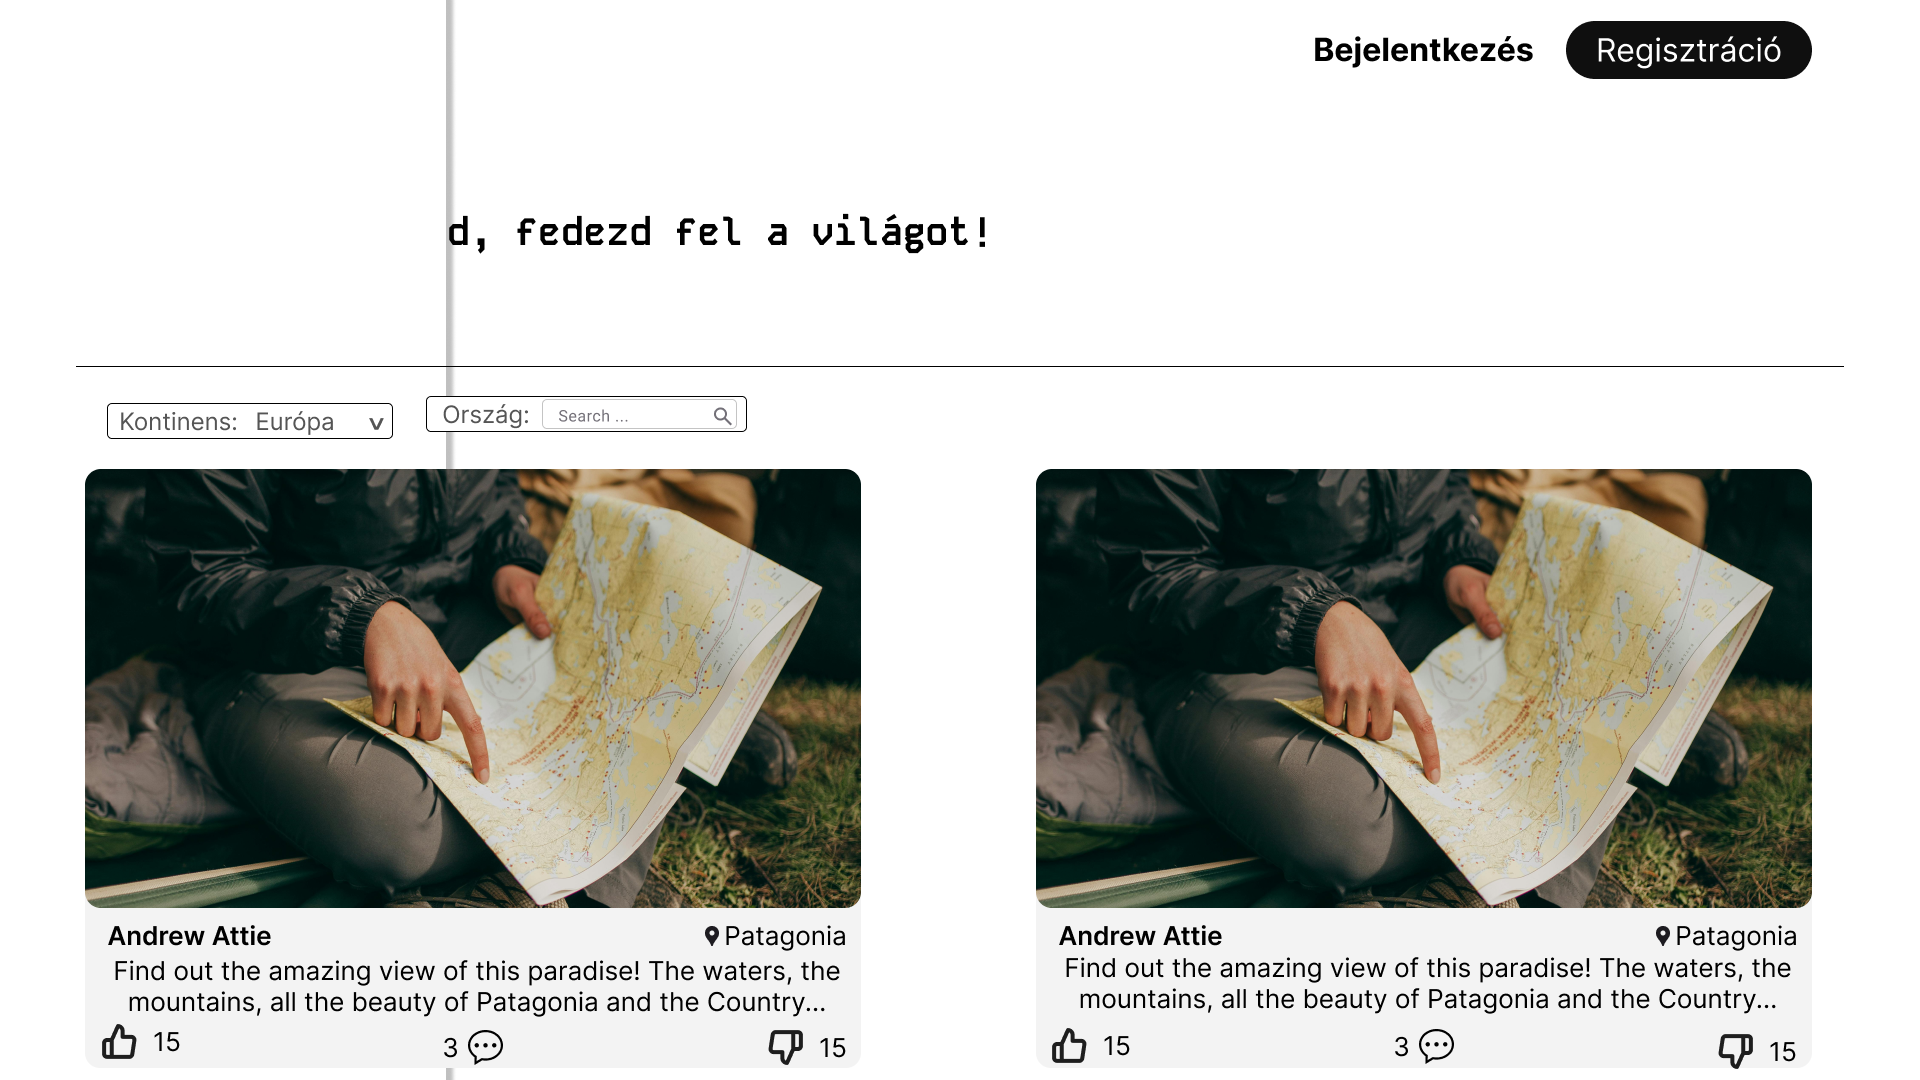 Bejelentkezés
Regisztráció
d, fedezd fel a világot!
Kontinens: Európa v
Ország: Search ...
Andrew Attie
Patagonia
Find out the amazing view of this paradise! The waters, the
mountains, all the beauty of Patagonia and the Country...
15
3
15
Andrew Attie
Patagonia
Find out the amazing view of this paradise! The waters, the
mountains, all the beauty of Patagonia and the Country...
15
3
15